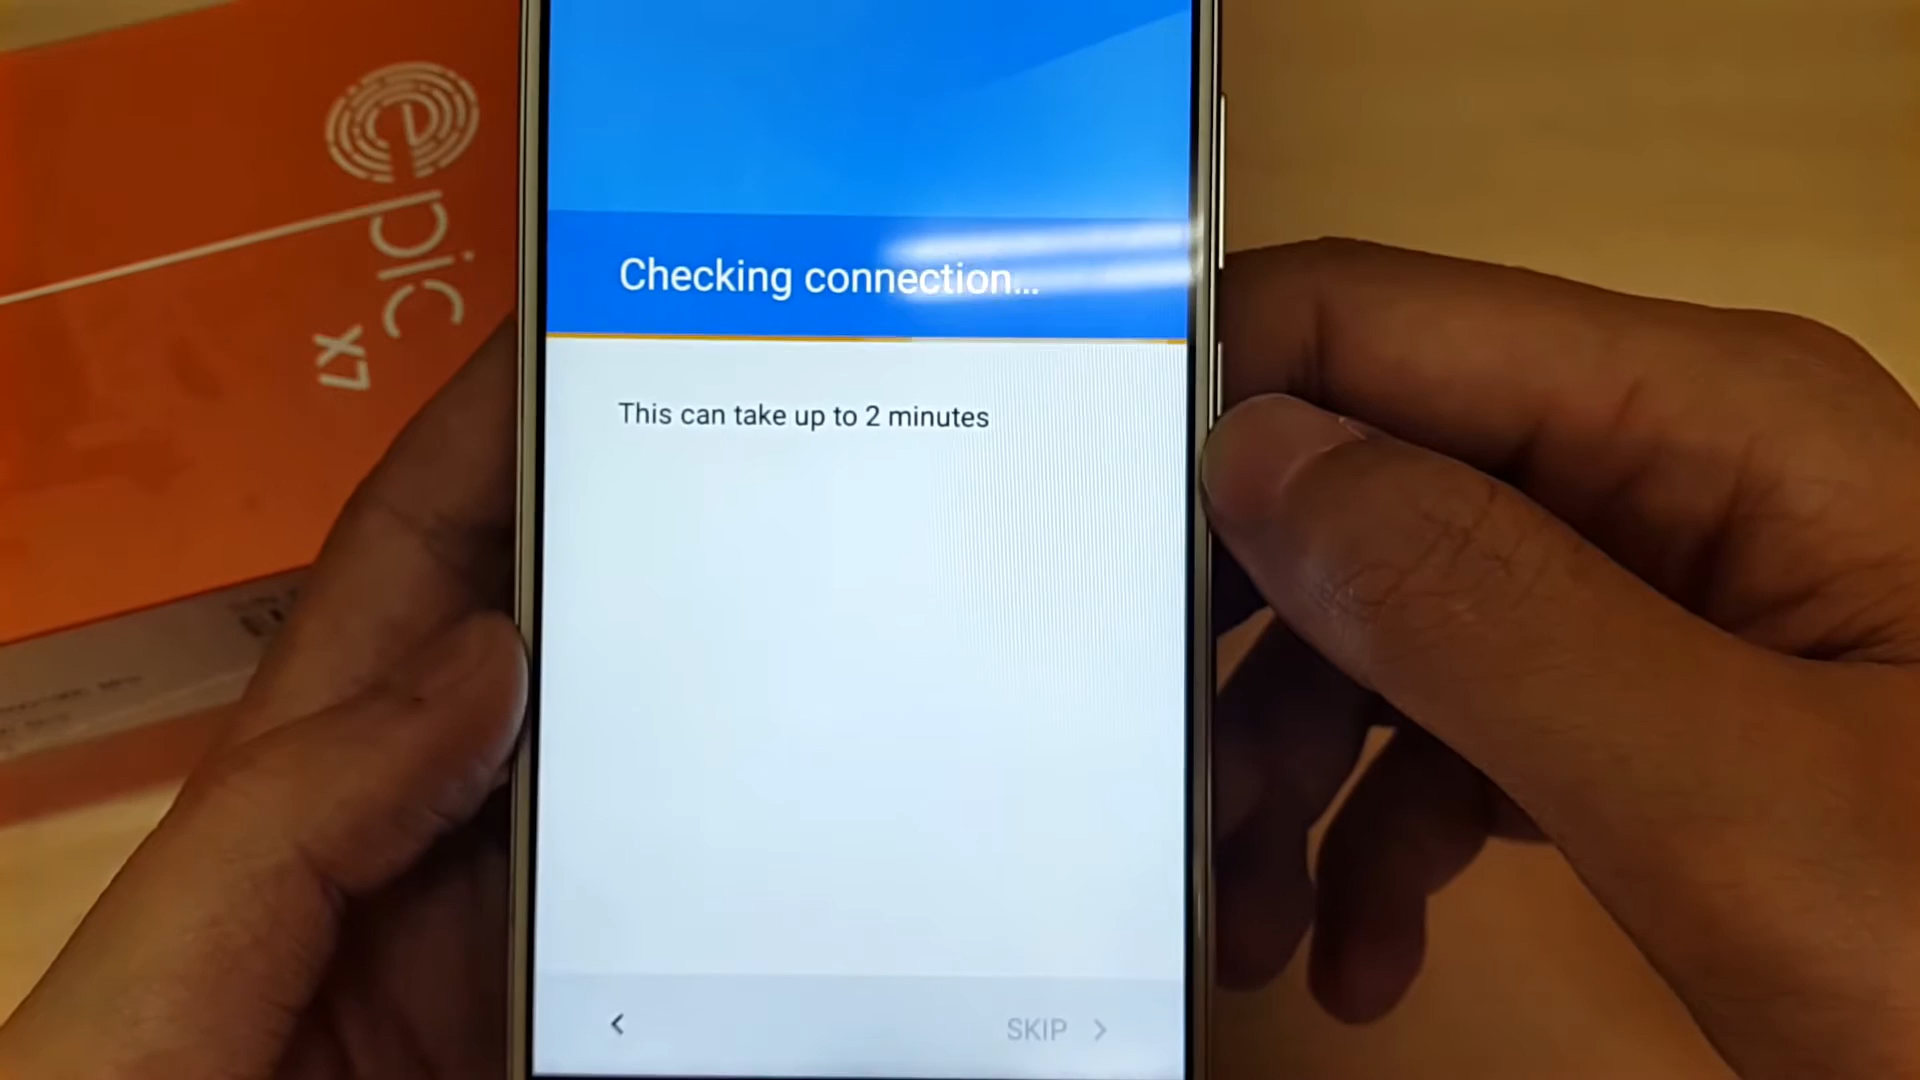 epic
X7
Checking connection...
This can take up to 2 minutes
SKIP